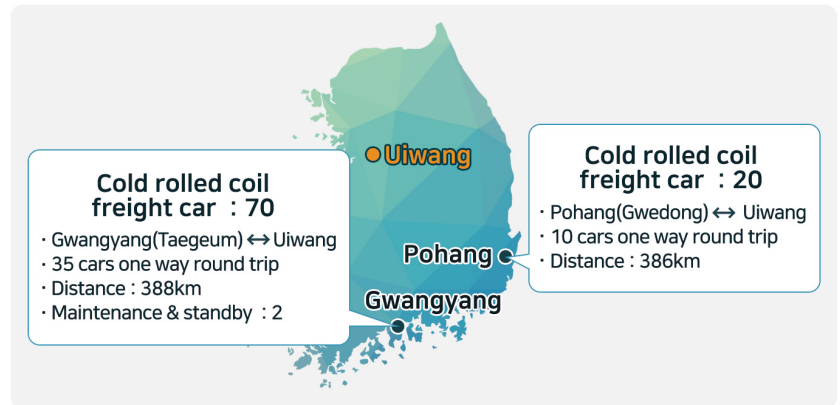 Uiwang
Cold rolled coil
freight car : 70
· Gwangyang(Taegeum) ↔ Uiwang
· 35 cars one way round trip
· Distance : 388km
· Maintenance & standby : 2
Cold rolled coil
freight car : 20
· Pohang(Gwedong) ↔ Uiwang
· 10 cars one way round trip
· Distance : 386km
Pohang
Gwangyang